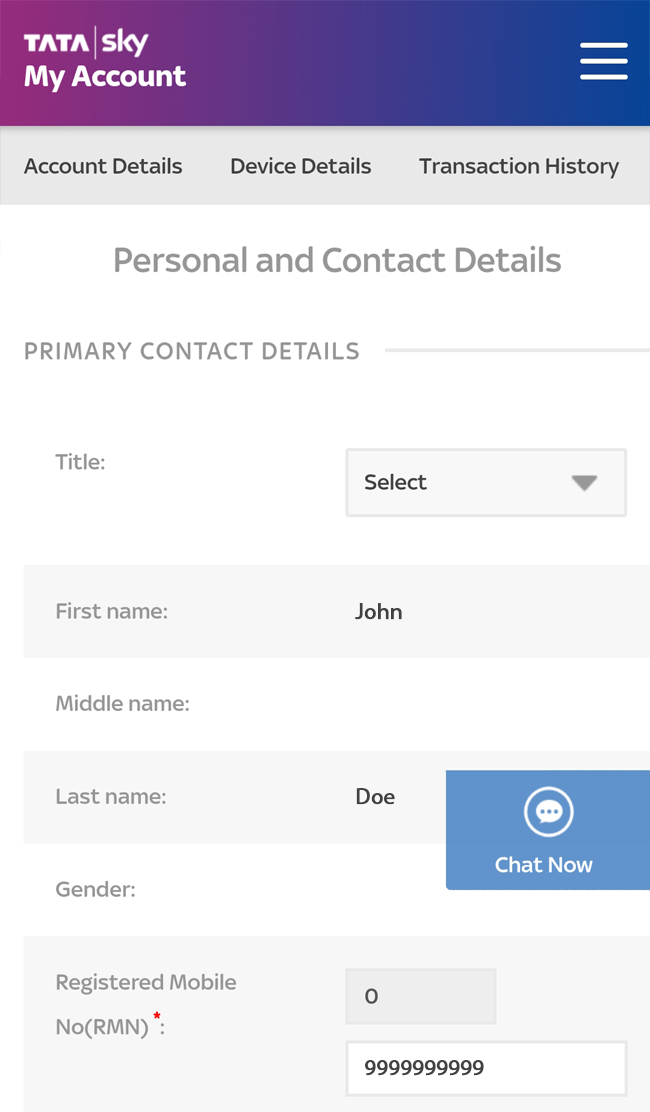 TATA sky
My Account
Account Details Device Details Transaction History
Personal and Contact Details
PRIMARY CONTACT DETAILS
Title:
Select
First name: John
Middle name:
Last name: Doe
Chat Now
Gender:
Registered Mobile
No(RMN) *:
0
9999999999